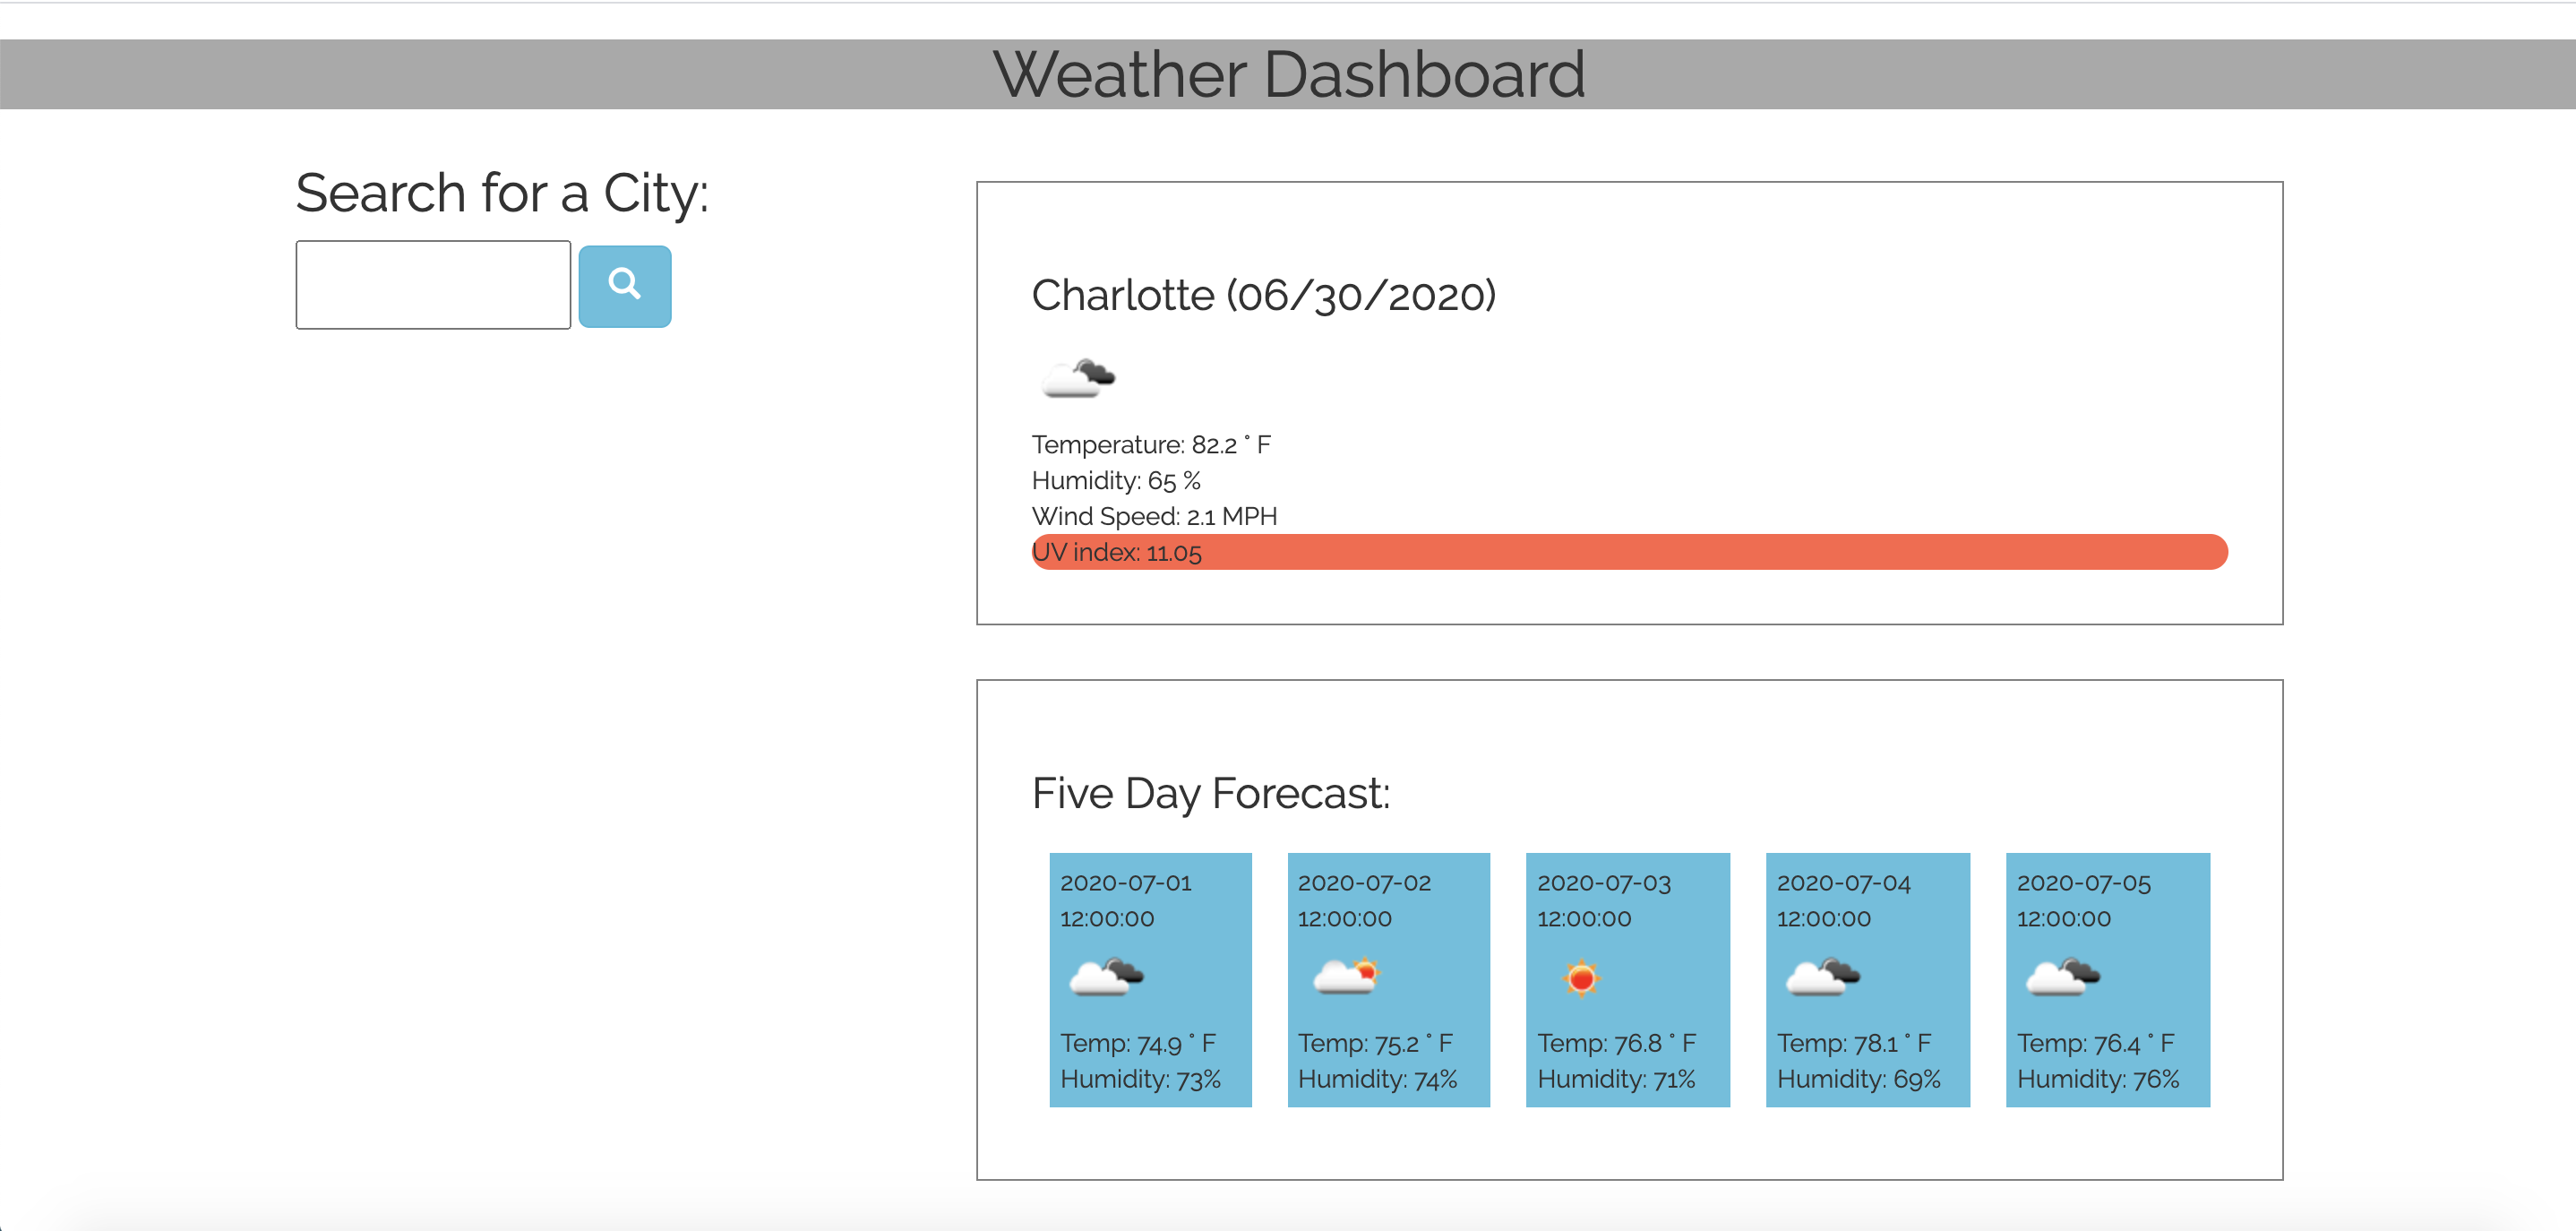 Weather Dashboard
Search for a City:
Charlotte (06/30/2020)
Temperature: 82.2 ° F
Humidity: 65 %
Wind Speed: 2.1 MPH
UV index: 11.05
Five Day Forecast:
2020-07-01
12:00:00
Temp: 74.9 ° F
Humidity: 73%
2020-07-02
12:00:00
Temp: 75.2 ° F
Humidity: 74%
2020-07-03
12:00:00
Temp: 76.8 ° F
Humidity: 71%
2020-07-04
12:00:00
Temp: 78.1 ° F
Humidity: 69%
2020-07-05
12:00:00
Temp: 76.4 ° F
Humidity: 76%